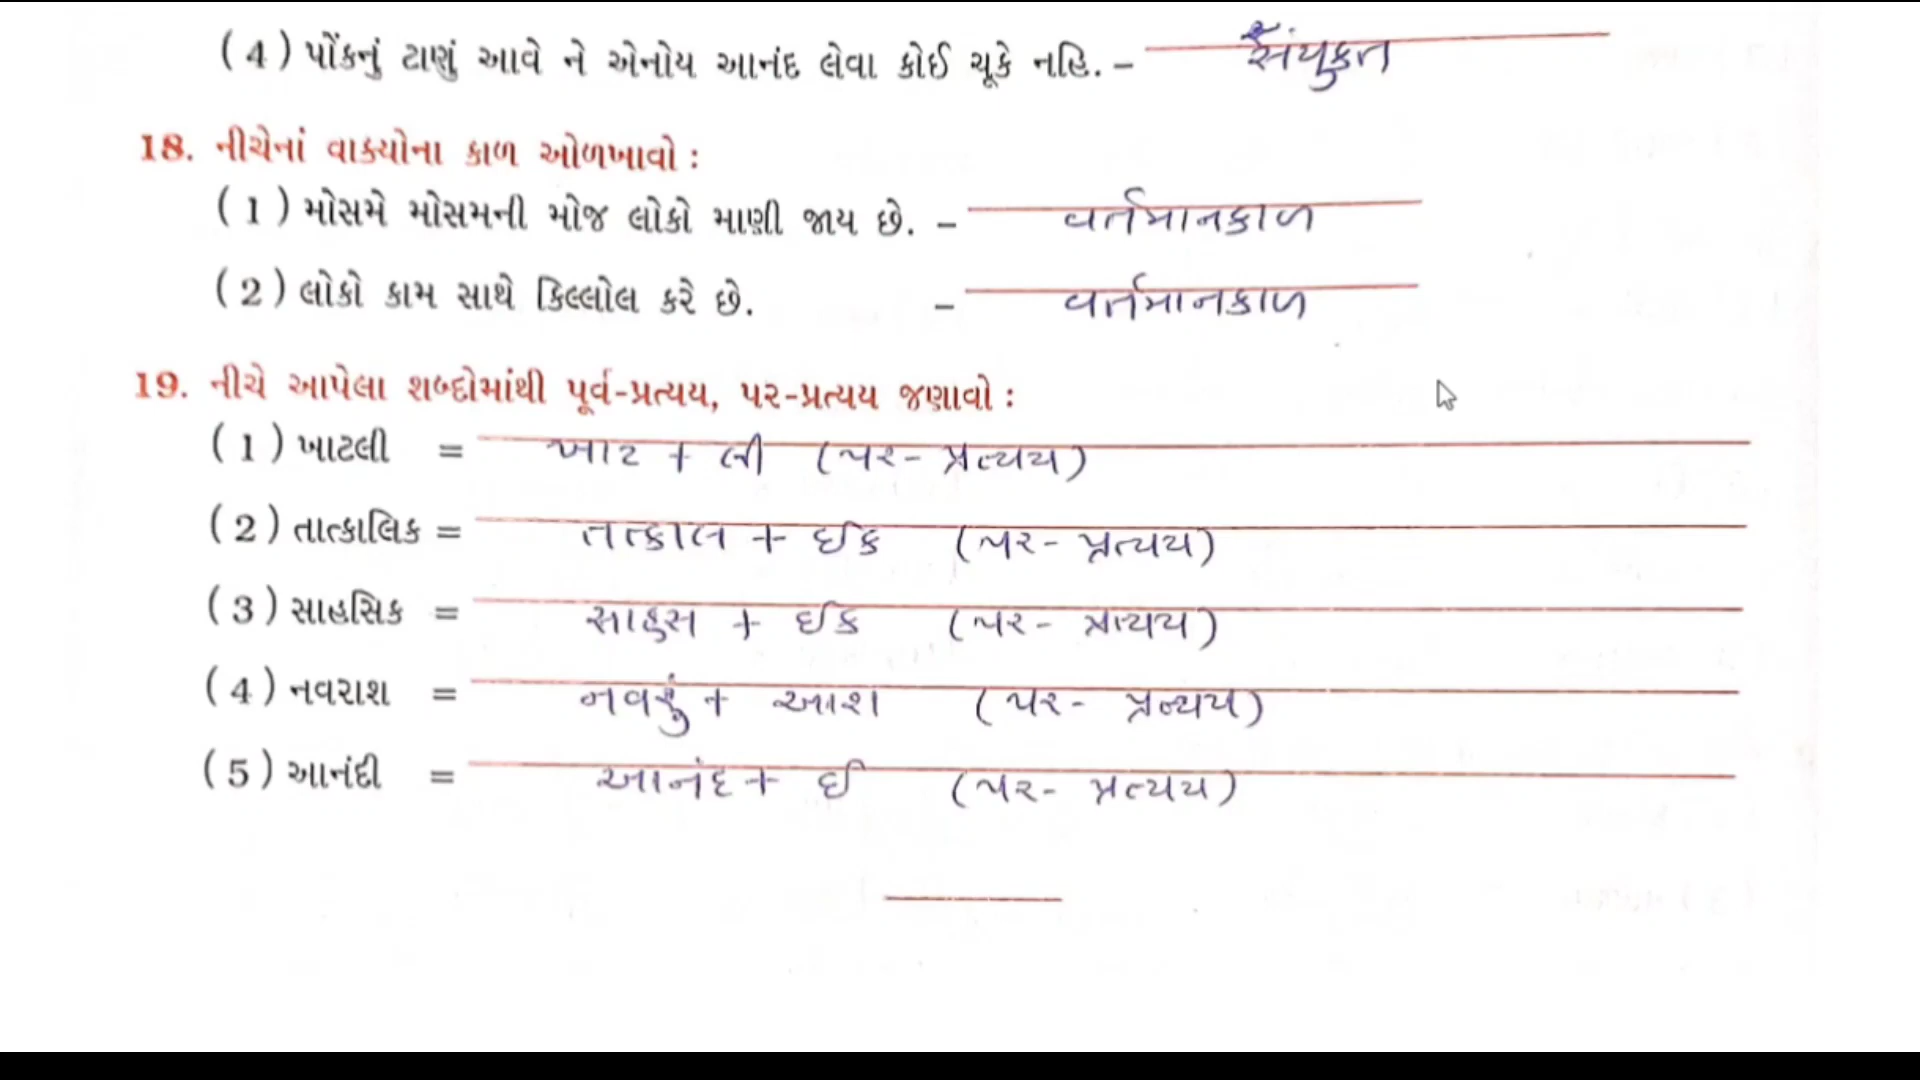 (4) પોંકનું ટાણું આવે ને એનોય આનંદ લેવા કોઈ ચૂકે નહિ. – સંયુક્ત
18. નીચેનાં વાક્યોના કાળ ઓળખાવો :
(1) મોસમે મોસમની મોજ લોકો માણી જાય છે. – વર્તમાનકાળ
(2) લોકો કામ સાથે કિલ્લોલ કરે છે. – વર્તમાનકાળ
19. નીચે આપેલા શબ્દોમાંથી પૂર્વ-પ્રત્યય, પર-પ્રત્યય જણાવો :
(1) ખાટલી = ખાટ + લી (પર- પ્રત્યય)
(2) તાત્કાલિક = તત્કાલ + ઈક (પર- પ્રત્યય)
(3) સાહસિક = સાહસ + ઈક (પર- પ્રત્યય)
(4) નવરાશ = નવરું + આશ (પર- પ્રત્યય)
(5) આનંદી = આનંદ + ઈ (પર- પ્રત્યય)